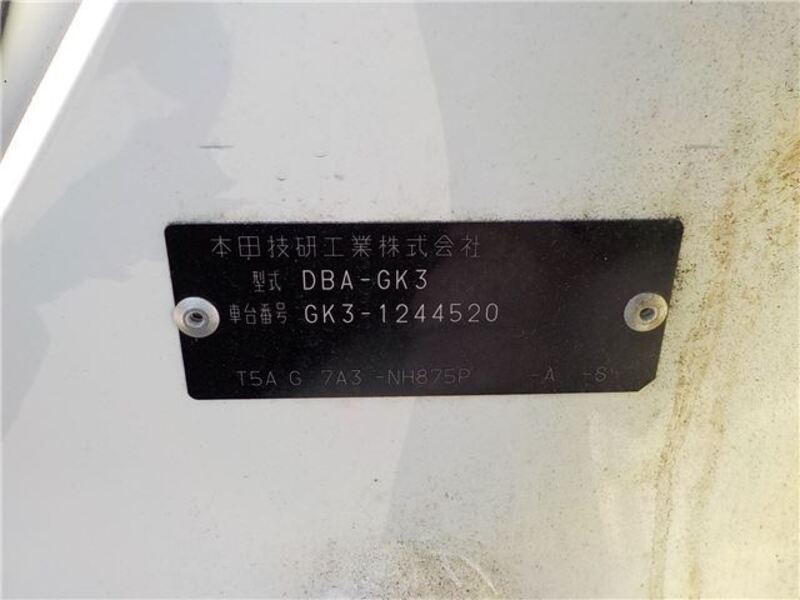 本田技研工業株式会社
型式 DBA-GK3
車台番号 GK3-1244520
T5A G 7A3 -NH875P -A -S